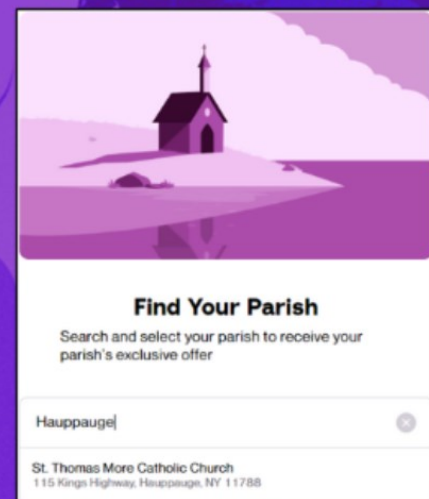 Find Your Parish
Search and select your parish to receive your
parish's exclusive offer
Hauppauge
St. Thomas More Catholic Church
115 Kings Highway, Hauppauge, NY 11788